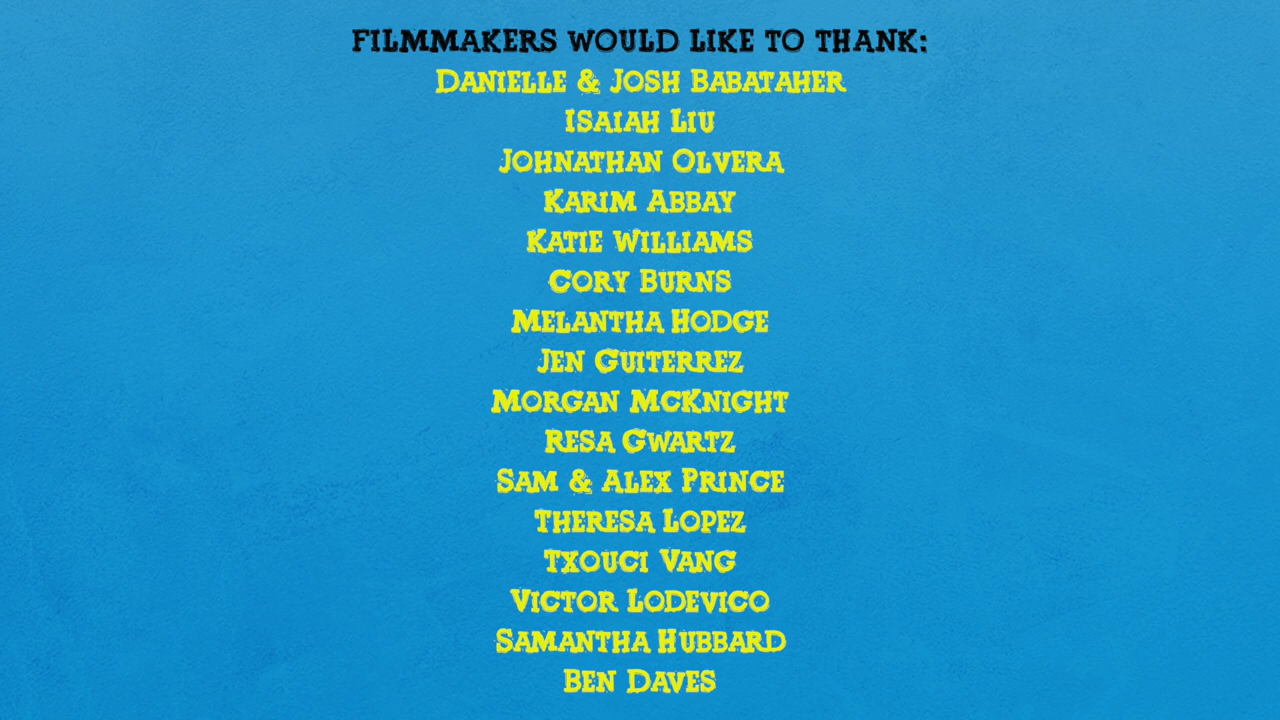 FILMMAKERS WOULD LIKE TO THANK:
DANIELLE & JOSH BABATAHER
ISAIAH LIU
JOHNATHAN OLVERA
KARIM ABBAY
KATIE WILLIAMS
CORY BURNS
MELANTHA HODGE
JEN GUITERREZ
MORGAN MCKNIGHT
RESA GWARTZ
SAM & ALEX PRINCE
THERESA LOPEZ
TXOUCI VANG
VICTOR LODEVICO
SAMANTHA HUBBARD
BEN DAVES